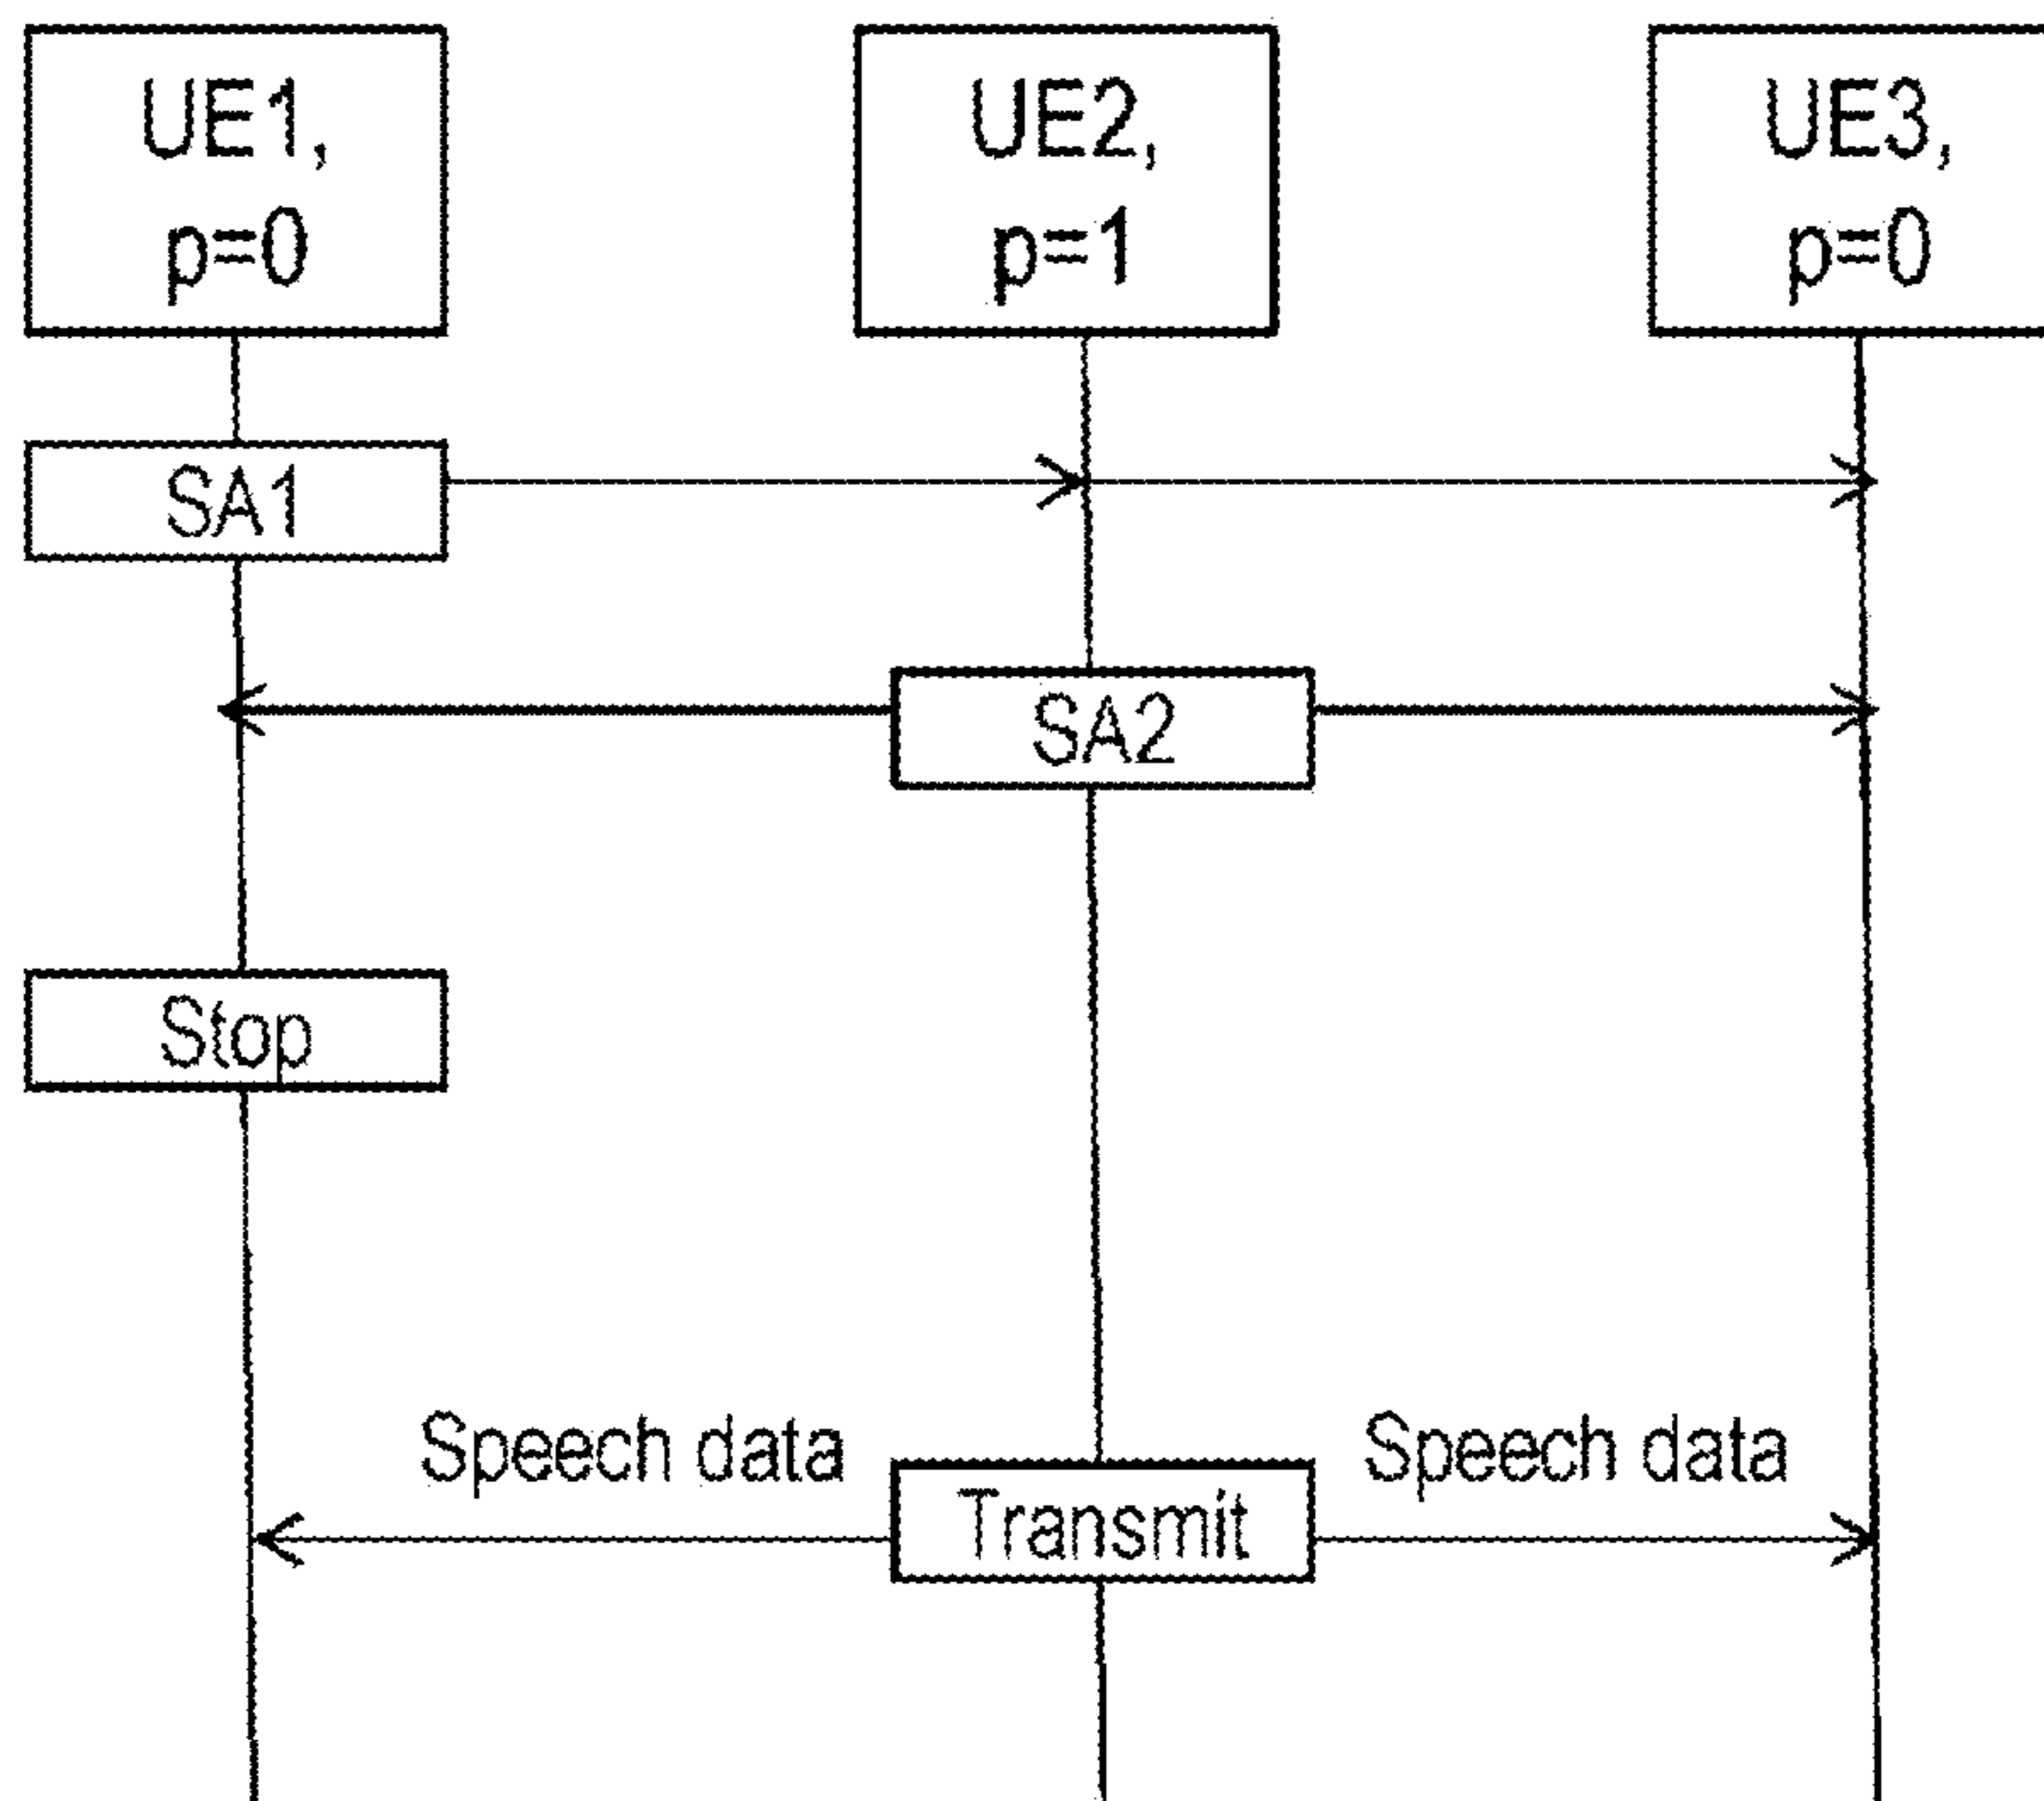 UE1,
p=0
UE2,
p=1
UE3,
p=0
SA1
SA2
Stop
Speech data
Transmit
Speech data